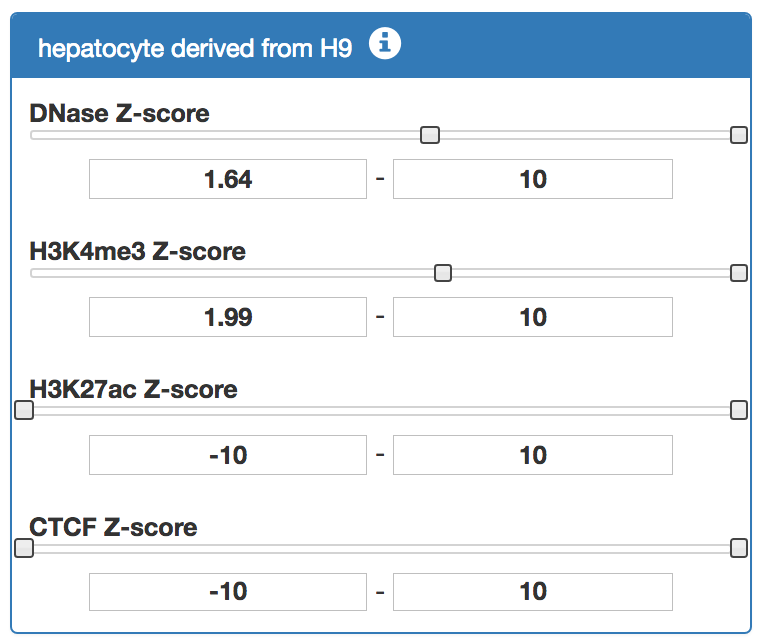 hepatocyte derived from H9 i
DNase Z-score
1.64 - 10
H3K4me3 Z-score
1.99 - 10
H3K27ac Z-score
-10 - 10
CTCF Z-score
-10 - 10